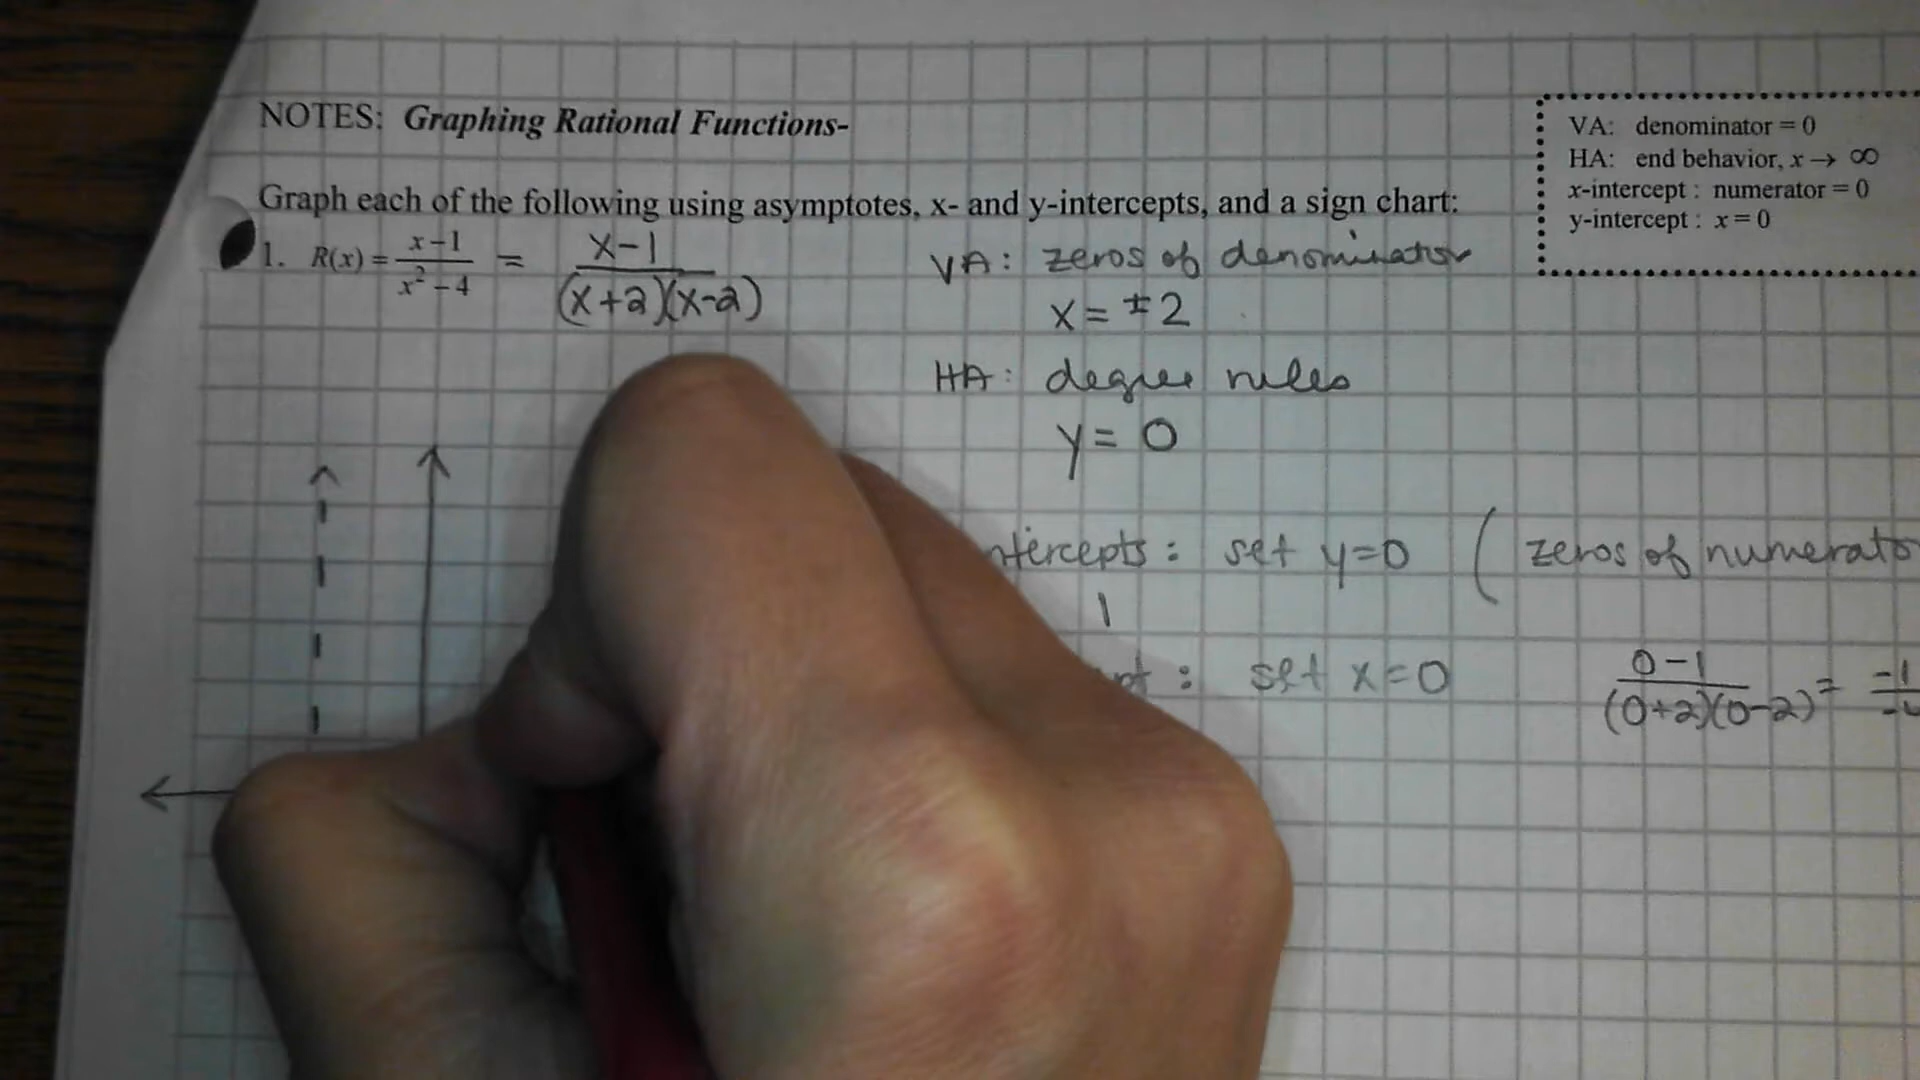 NOTES: Graphing Rational Functions-
VA: denominator = 0
HA: end behavior, x → ∞
x-intercept : numerator = 0
y-intercept : x = 0
Graph each of the following using asymptotes, x- and y-intercepts, and a sign chart:
1. R(x) = (x-1)/(x² - 4) = (x-1)/((x+2)(x-2))
VA: zeros of denominator
x = ±2
HA: degree rules
y = 0
ntercepts: set y=0 ( zeros of numerato
1
pt: set x=0
(0-1)/((0+2)(0-2)) = -1